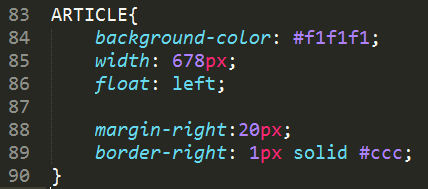 83 ARTICLE{
84     background-color: #f1f1f1;
85     width: 678px;
86     float: left;
87
88     margin-right:20px;
89     border-right: 1px solid #ccc;
90 }